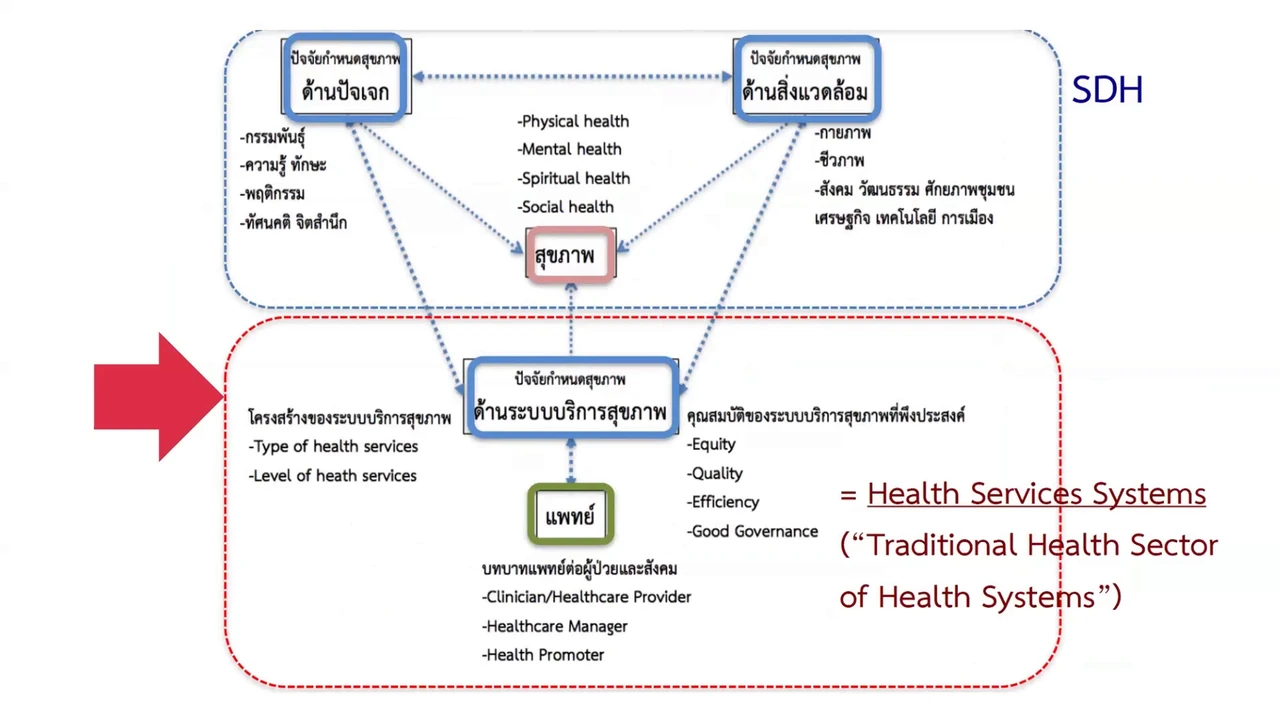 ปัจจัยกำหนดสุขภาพ
ด้านปัจเจก
-กรรมพันธุ์
-ความรู้ ทักษะ
-พฤติกรรม
-ทัศนคติ จิตสำนึก
-Physical health
-Mental health
-Spiritual health
-Social health
สุขภาพ
ปัจจัยกำหนดสุขภาพ
ด้านสิ่งแวดล้อม
-กายภาพ
-ชีวภาพ
-สังคม วัฒนธรรม ศักยภาพชุมชน
เศรษฐกิจ เทคโนโลยี การเมือง
SDH
โครงสร้างของระบบบริการสุขภาพ
-Type of health services
-Level of heath services
ปัจจัยกำหนดสุขภาพ
ด้านระบบบริการสุขภาพ
คุณสมบัติของระบบบริการสุขภาพที่พึงประสงค์
-Equity
-Quality
-Efficiency
-Good Governance
แพทย์
บทบาทแพทย์ต่อผู้ป่วยและสังคม
-Clinician/Healthcare Provider
-Healthcare Manager
-Health Promoter
= Health Services Systems
(“Traditional Health Sector
of Health Systems”)